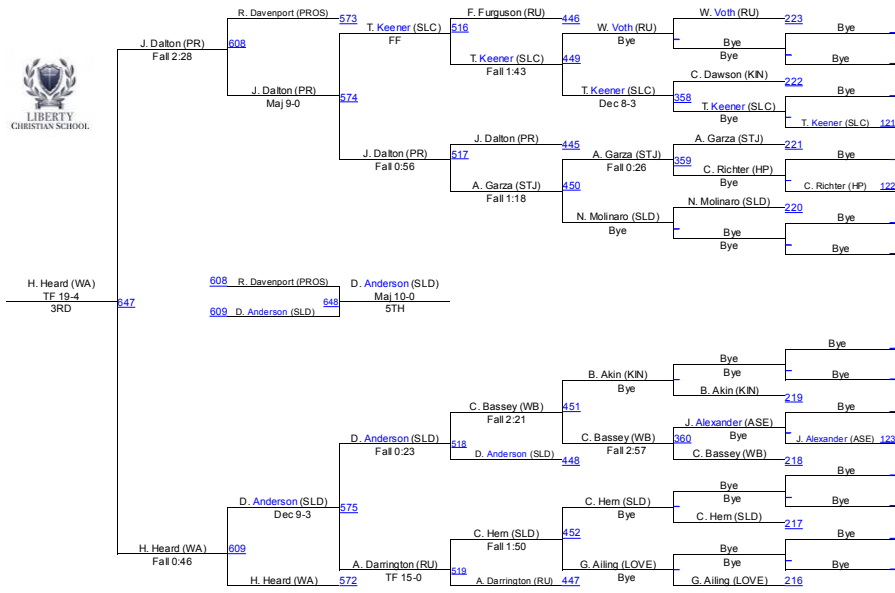 F. Furguson (RU) 446
W. Voth (RU) 223
R. Davenport (PROS) 573
T. Keener (SLC) 516
W. Voth (RU)
Bye
Bye
FF
Bye
Bye
J. Dalton (PR) 608
Bye
Fall 2:28
T. Keener (SLC) 449
Fall 1:43
C. Dawson (KIN) 222
J. Dalton (PR) 574
T. Keener (SLC) 358
Bye
Maj 9-0
Dec 8-3
T. Keener (SLC)
Bye
T. Keener (SLC) 121
LIBERTY
CHRISTIAN SCHOOL
J. Dalton (PR) 445
A. Garza (STJ) 221
J. Dalton (PR) 517
A. Garza (STJ) 359
Bye
Fall 0:56
Fall 0:26
C. Richter (HP)
Bye
A. Garza (STJ) 450
C. Richter (HP) 122
Fall 1:18
N. Molinaro (SLD) 220
N. Molinaro (SLD)
Bye
Bye
Bye
Bye
Bye
H. Heard (WA) 647
TF 19-4
3RD
608 R. Davenport (PROS)
D. Anderson (SLD)
648
Maj 10-0
609 D. Anderson (SLD)
5TH
Bye
Bye
B. Akin (KIN)
Bye
Bye
Bye
B. Akin (KIN) 219
C. Bassey (WB) 451
Bye
Fall 2:21
J. Alexander (ASE) 360
Bye
D. Anderson (SLD) 518
C. Bassey (WB)
J. Alexander (ASE) 123
Fall 0:23
Fall 2:57
D. Anderson (SLD) 448
C. Bassey (WB) 218
Bye
Bye
D. Anderson (SLD) 575
C. Hern (SLD)
Bye
Bye
Dec 9-3
Bye
C. Hern (SLD) 217
C. Hern (SLD) 452
Bye
Fall 1:50
H. Heard (WA) 609
Bye
Fall 0:46
A. Darrington (RU) 519
G. Ailing (LOVE)
Bye
Bye
TF 15-0
Bye
H. Heard (WA) 572
A. Darrington (RU) 447
G. Ailing (LOVE) 216